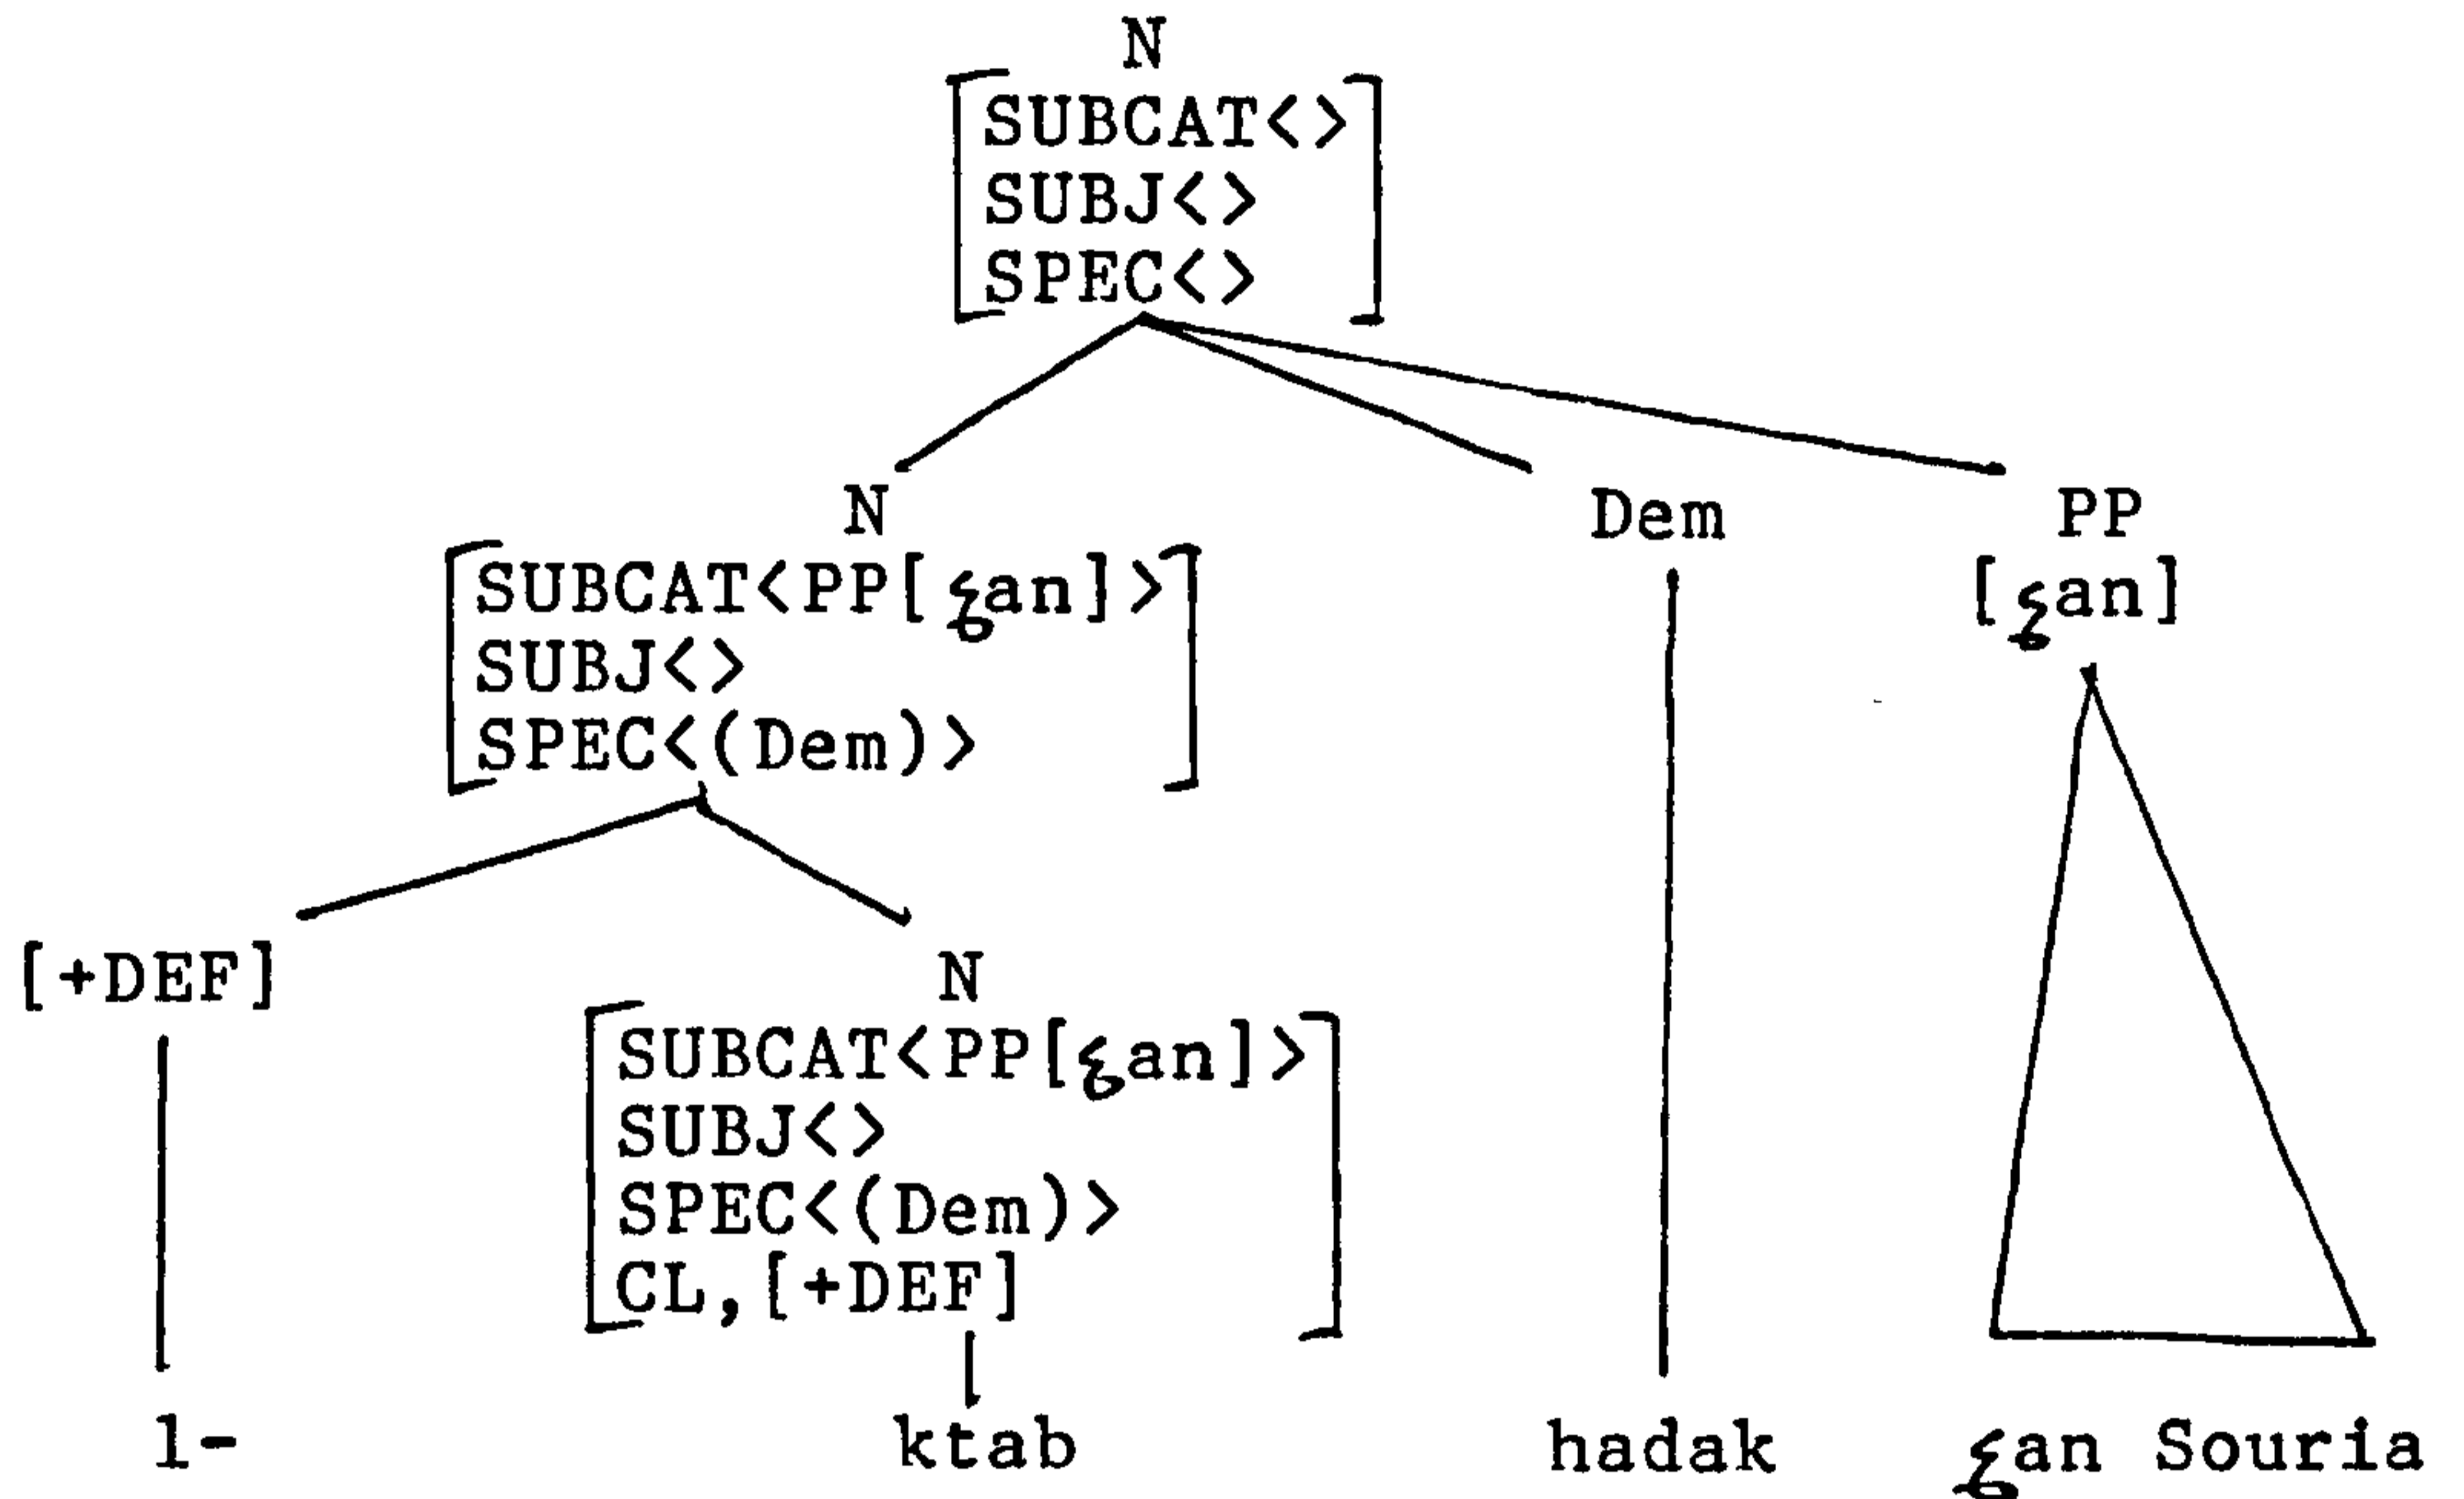 N
SUBCAT<>
SUBJ<>
SPEC<>
N Dem PP
SUBCAT<PP[ʕan]> [ʕan]
SUBJ<>
SPEC<(Dem)>
[+DEF] N
SUBCAT<PP[ʕan]>
SUBJ<>
SPEC<(Dem)>
CL,[+DEF]
l- ktab hadak ʕan Souria